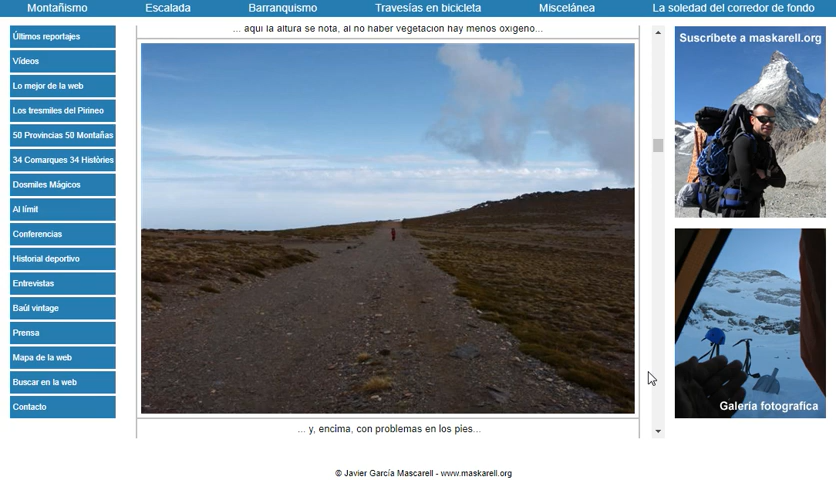 Montañismo
Escalada
Barranquismo
Travesías en bicicleta
Miscelánea
La soledad del corredor de fondo
Últimos reportajes
Vídeos
Lo mejor de la web
Los tresmiles del Pirineo
50 Provincias 50 Montañas
34 Comarques 34 Històries
Dosmiles Mágicos
Al límit
Conferencias
Historial deportivo
Entrevistas
Baúl vintage
Prensa
Mapa de la web
Buscar en la web
Contacto
... aquí la altura se nota, al no haber vegetación hay menos oxígeno...
... y, encima, con problemas en los pies...
Suscríbete a maskarell.org
Galería fotografica
© Javier García Mascarell - www.maskarell.org